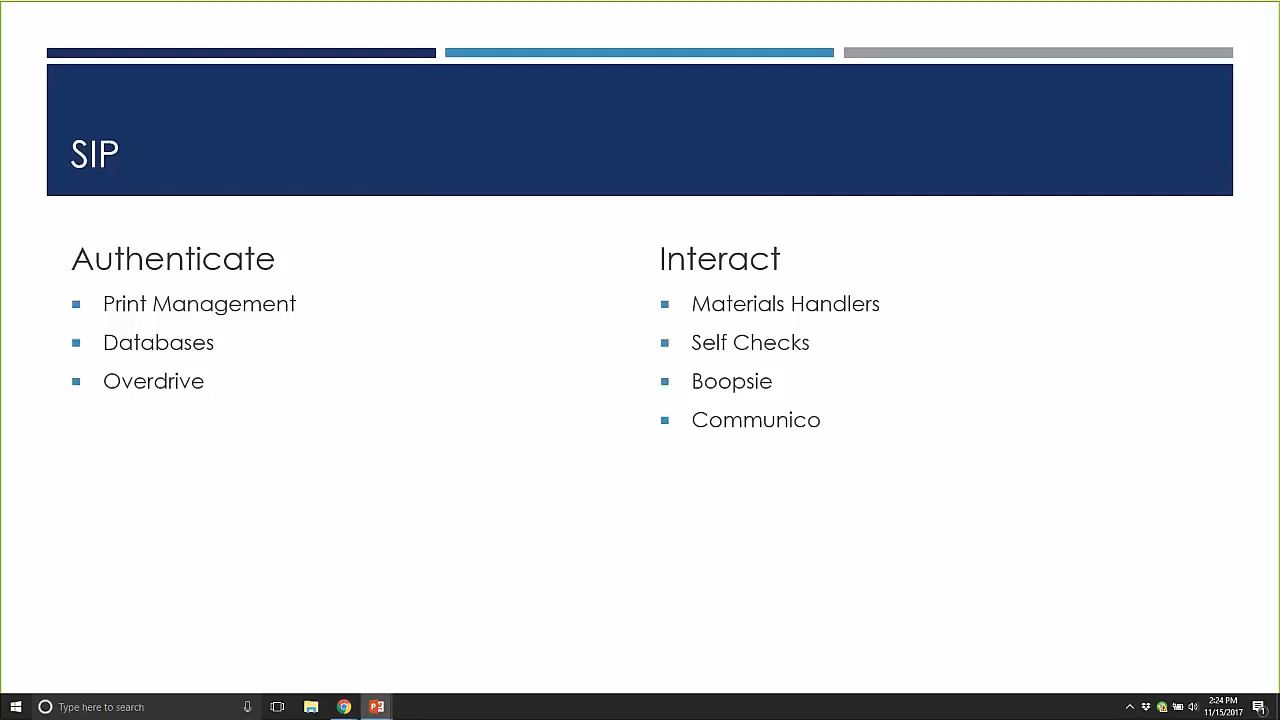 SIP
Authenticate
Print Management
Databases
Overdrive
Interact
Materials Handlers
Self Checks
Boopsie
Communico
Type here to search
2:24 PM
11/15/2017